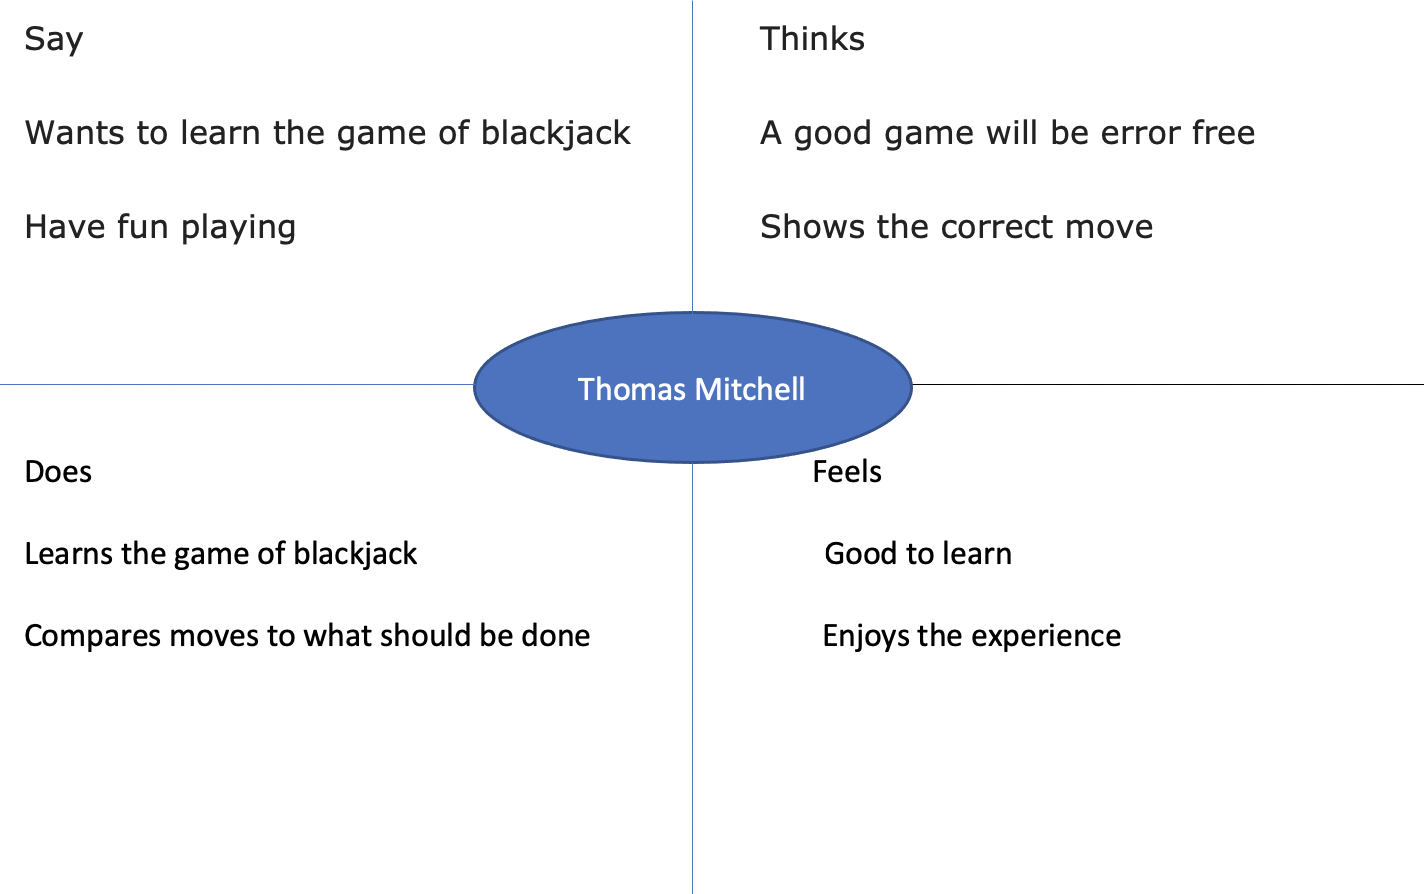 Say
Wants to learn the game of blackjack
Have fun playing
Thinks
A good game will be error free
Shows the correct move
Thomas Mitchell
Does
Learns the game of blackjack
Compares moves to what should be done
Feels
Good to learn
Enjoys the experience